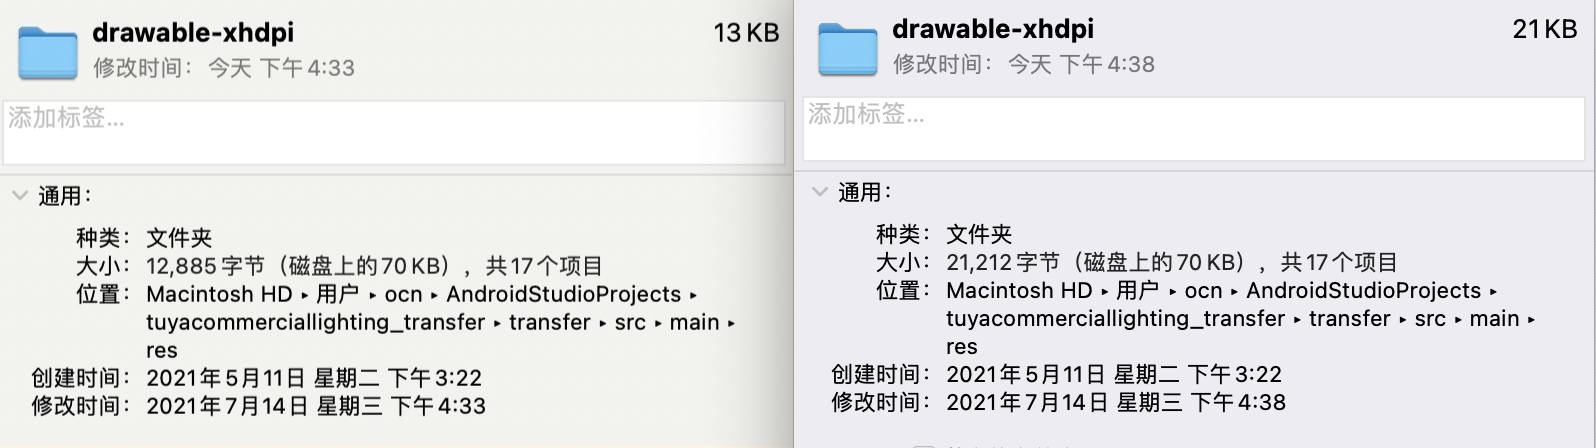 drawable-xhdpi
13 KB
修改时间： 今天 下午 4:33
添加标签...
通用：
种类： 文件夹
大小： 12,885 字节（磁盘上的 70 KB），共 17 个项目
位置： Macintosh HD ▸ 用户 ▸ ocn ▸ AndroidStudioProjects ▸
tuyacommerciallighting_transfer ▸ transfer ▸ src ▸ main ▸
res
创建时间： 2021年 5月11日 星期二 下午 3:22
修改时间： 2021年 7月14日 星期三 下午 4:33
drawable-xhdpi
21 KB
修改时间： 今天 下午 4:38
添加标签...
通用：
种类： 文件夹
大小： 21,212 字节（磁盘上的 70 KB），共 17 个项目
位置： Macintosh HD ▸ 用户 ▸ ocn ▸ AndroidStudioProjects ▸
tuyacommerciallighting_transfer ▸ transfer ▸ src ▸ main ▸
res
创建时间： 2021年 5月11日 星期二 下午 3:22
修改时间： 2021年 7月14日 星期三 下午 4:38